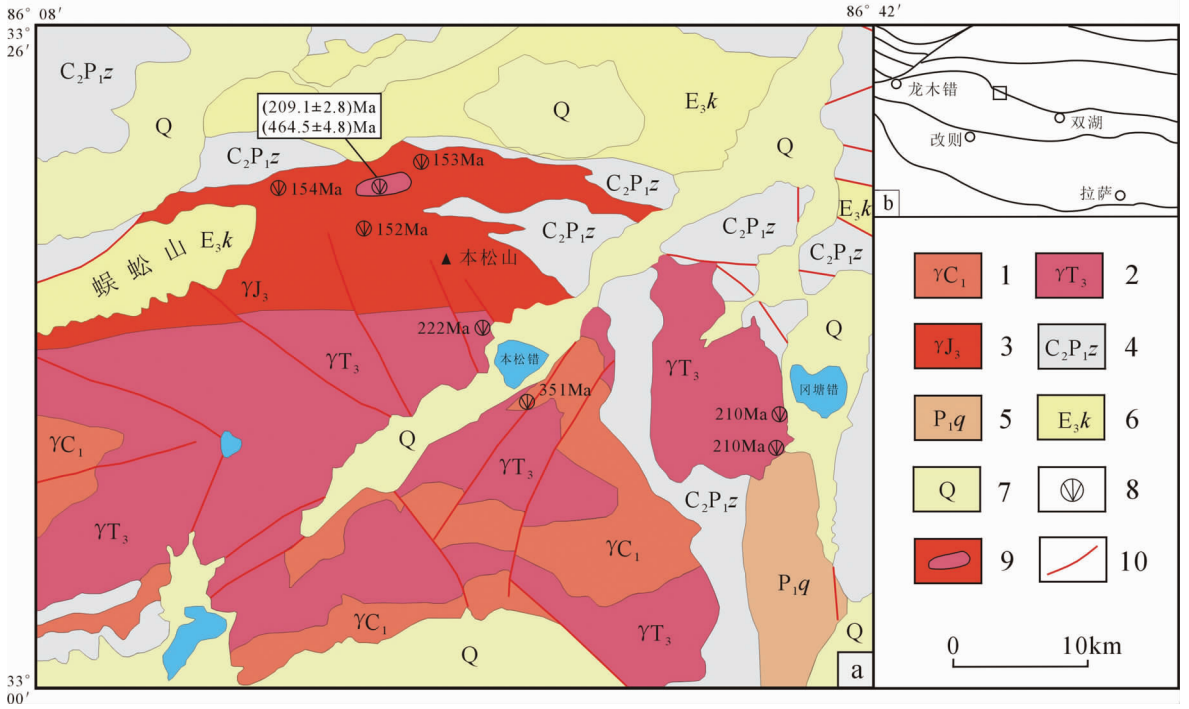 86° 08′
86° 42′
33°
26′
C₂P₁z
Q
(209.1±2.8)Ma
(464.5±4.8)Ma
E₃k
Q
Q
C₂P₁z
153Ma
154Ma
C₂P₁z
152Ma
C₂P₁z
C₂P₁z
E₃k
C₂P₁z
蜈蚣山
E₃k
本松山
γJ₃
222Ma
γT₃
本松错
γT₃
Q
冈塘错
351Ma
210Ma
210Ma
γC₁
Q
γT₃
γT₃
C₂P₁z
γC₁
P₁q
γC₁
γT₃
Q
Q
a
33°
00′
龙木错
双湖
改则
拉萨
b
γC₁ 1 γT₃ 2
γJ₃ 3 C₂P₁z 4
P₁q 5 E₃k 6
Q 7 8
9 10
0 10km